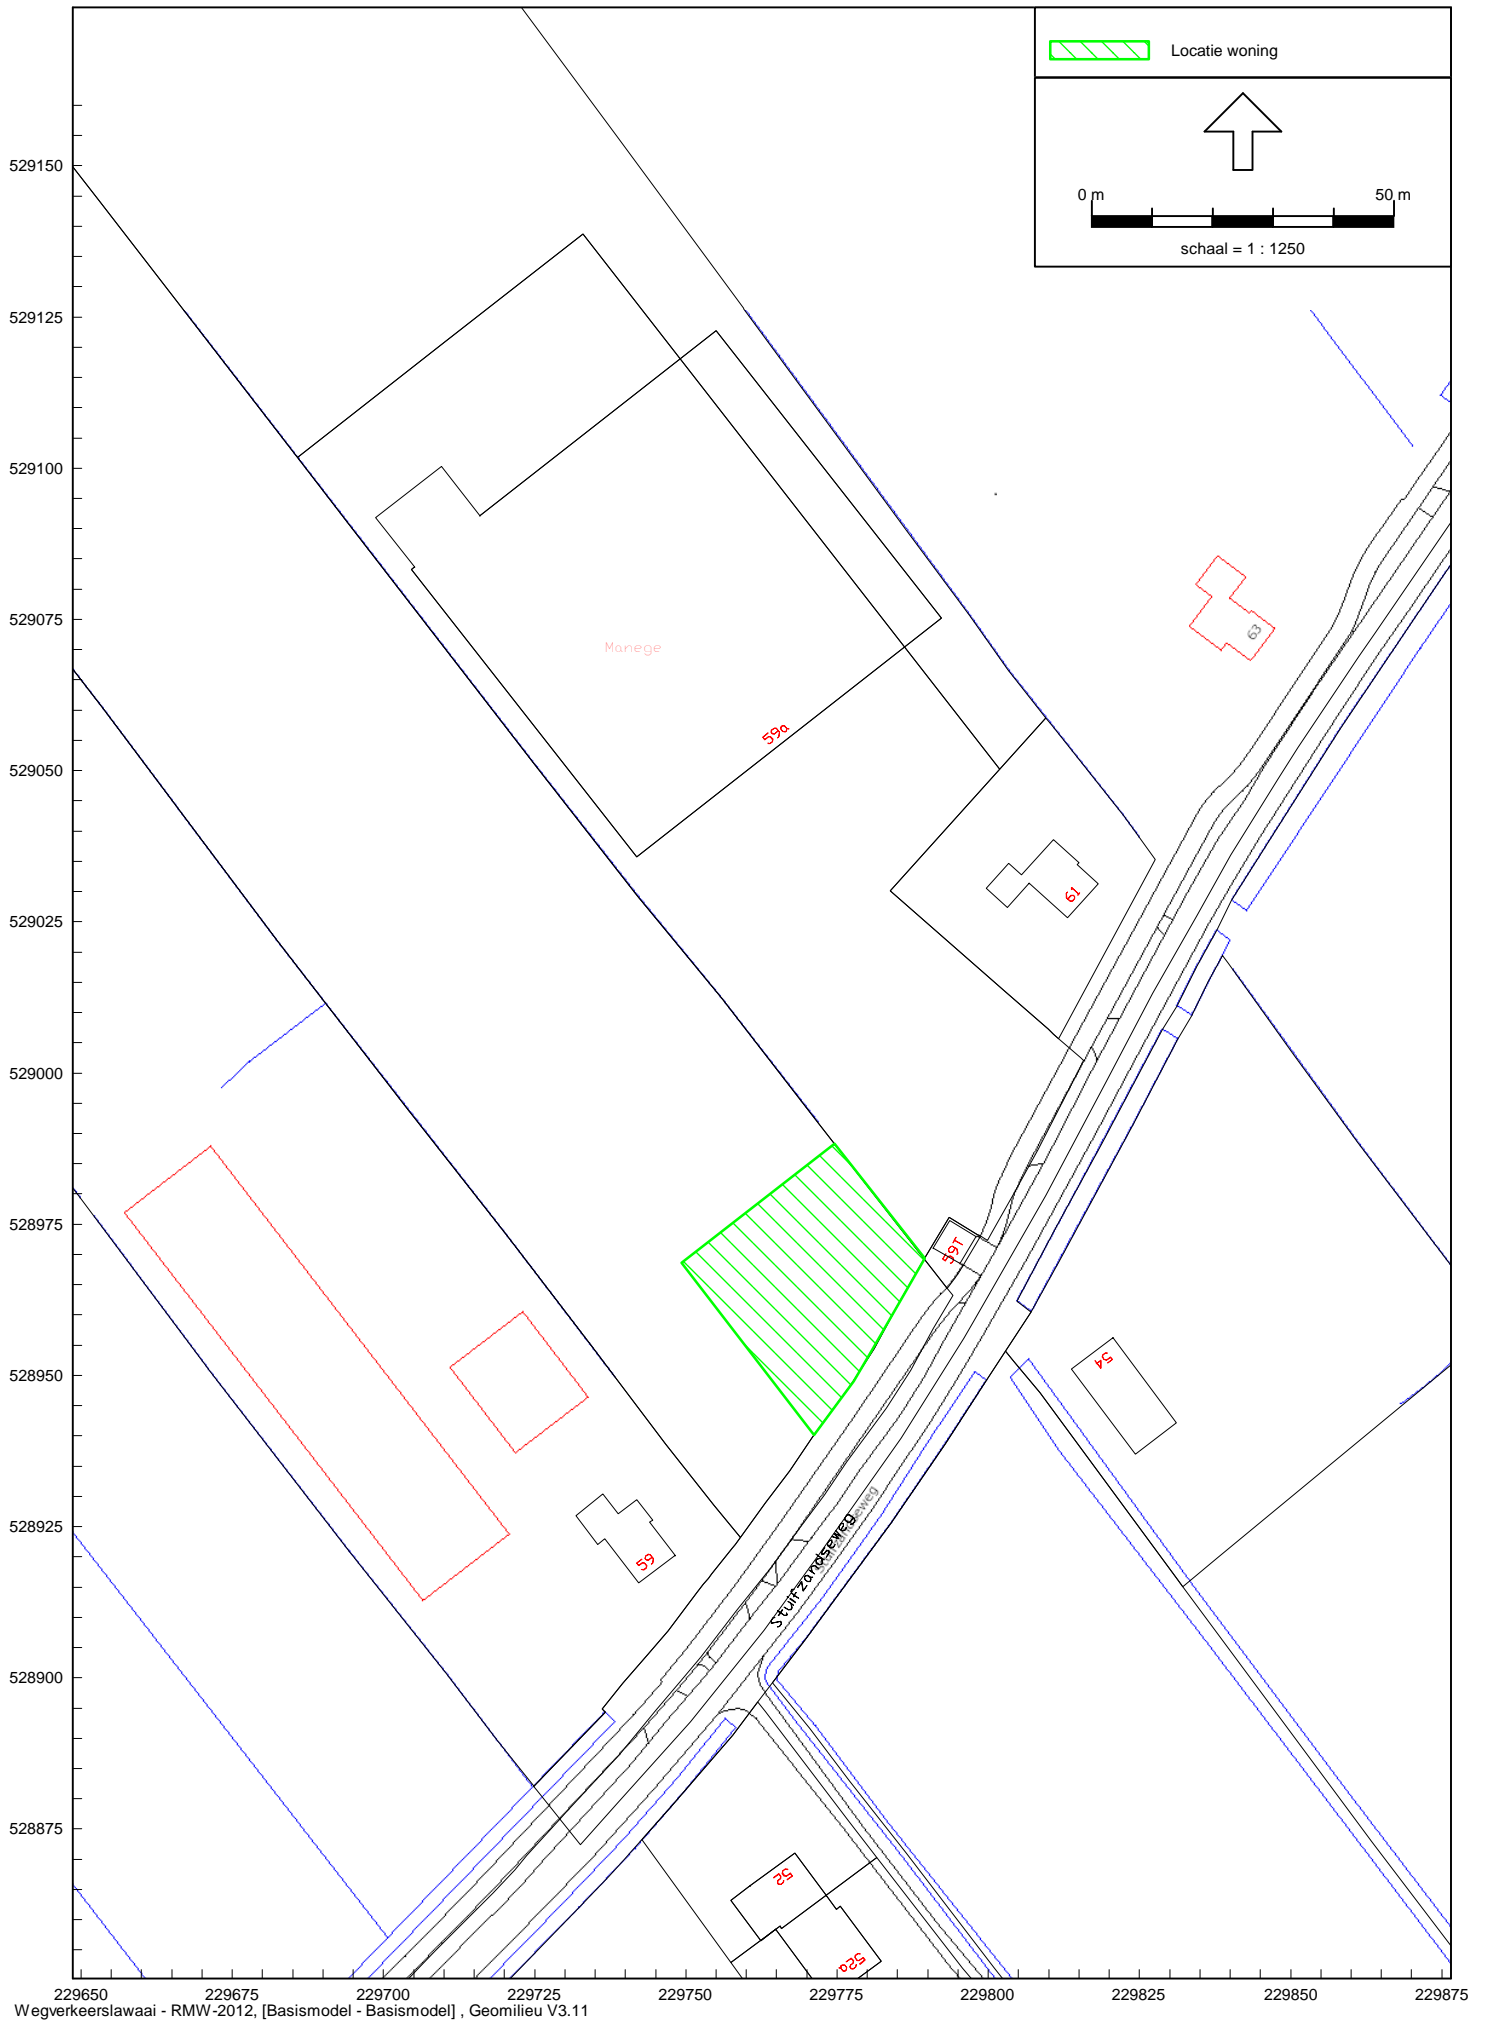 Locatie woning
0 m 50 m
schaal = 1 : 1250
529150
529125
529100
529075
529050
529025
529000
528975
528950
528925
528900
528875
63
Manege
59a
61
59T
54
59
Stuifzandseweg
Stuifzandseweg
52
52a
229650 229675 229700 229725 229750 229775 229800 229825 229850 229875
Wegverkeerslawaai - RMW-2012, [Basismodel - Basismodel] , Geomilieu V3.11